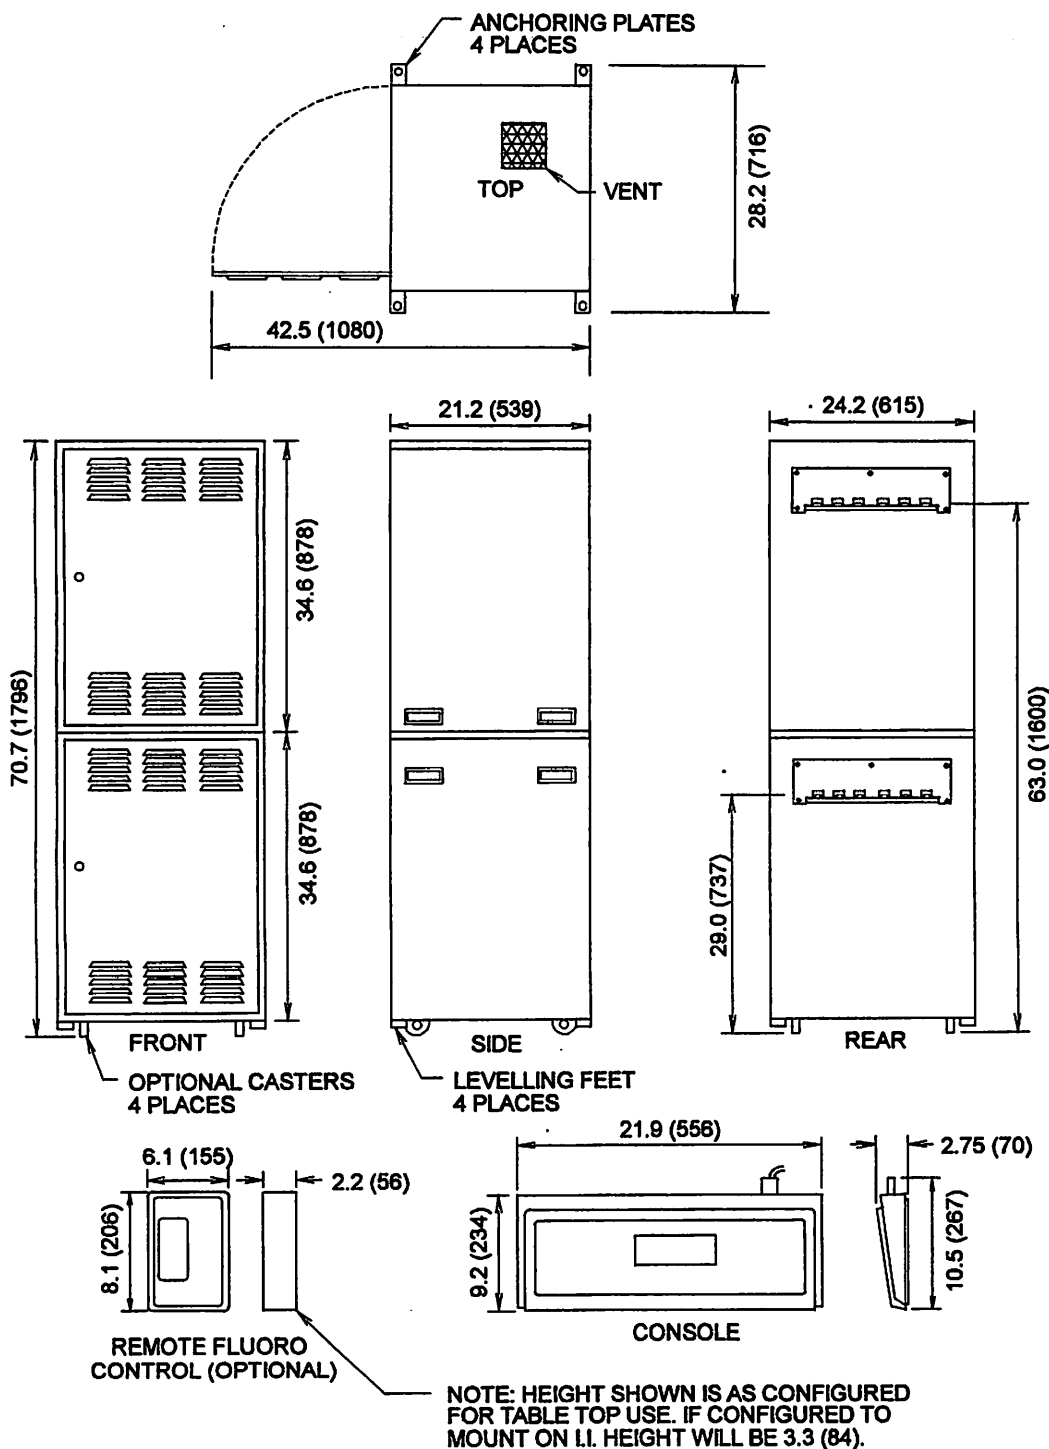 ANCHORING PLATES
4 PLACES
TOP
VENT
28.2 (716)
42.5 (1080)
21.2 (539)
24.2 (615)
70.7 (1796)
34.6 (878)
34.6 (878)
63.0 (1600)
29.0 (737)
FRONT
SIDE
REAR
OPTIONAL CASTERS
4 PLACES
LEVELLING FEET
4 PLACES
6.1 (155)
2.2 (56)
8.1 (206)
21.9 (556)
2.75 (70)
9.2 (234)
10.5 (267)
REMOTE FLUORO
CONTROL (OPTIONAL)
CONSOLE
NOTE: HEIGHT SHOWN IS AS CONFIGURED
FOR TABLE TOP USE. IF CONFIGURED TO
MOUNT ON I.I. HEIGHT WILL BE 3.3 (84).